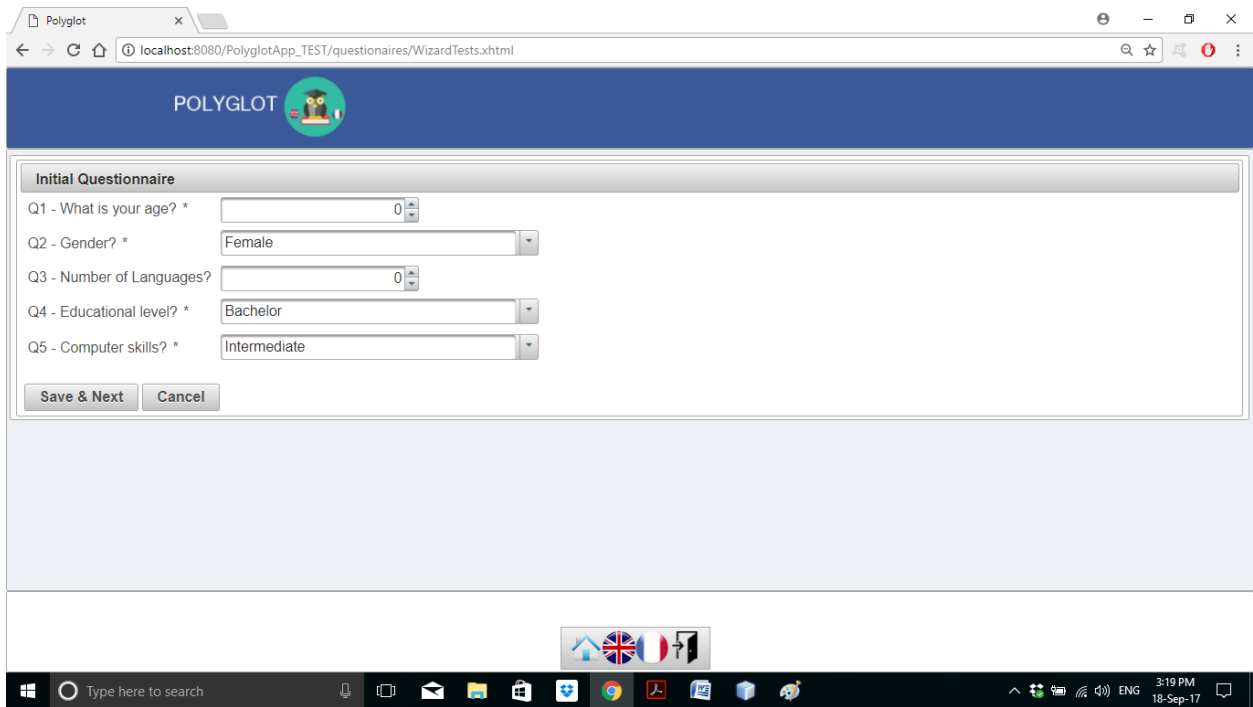 Polyglot
localhost:8080/PolyglotApp_TEST/questionaires/WizardTests.xhtml
POLYGLOT
Initial Questionnaire
Q1 - What is your age? * 0
Q2 - Gender? * Female
Q3 - Number of Languages? 0
Q4 - Educational level? * Bachelor
Q5 - Computer skills? * Intermediate
Save & Next Cancel
Type here to search ENG 3:19 PM
18-Sep-17